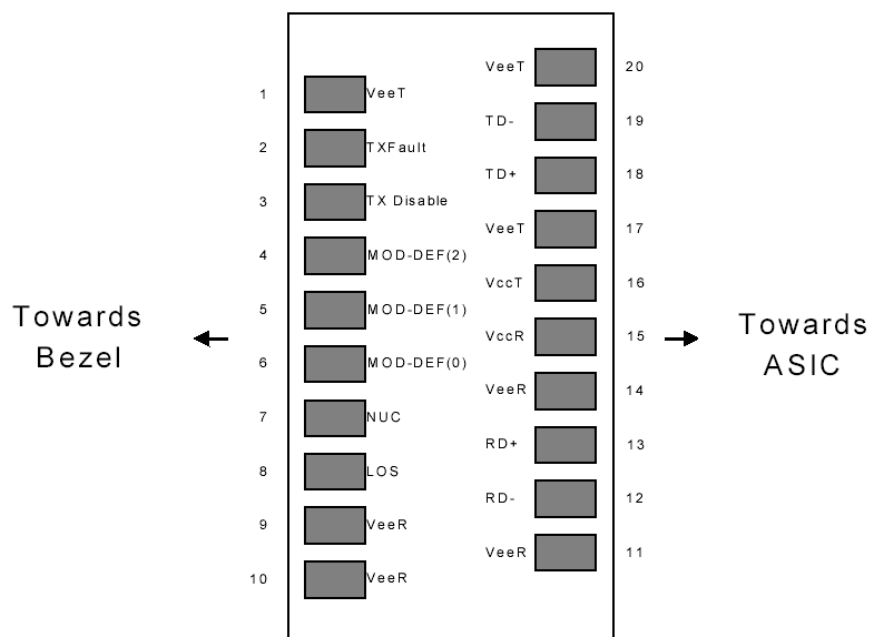 VeeT 20
1 VeeT
TD- 19
2 TXFault
TD+ 18
3 TX Disable
VeeT 17
4 MOD-DEF(2)
VccT 16
5 MOD-DEF(1)
Towards
Bezel
VccR 15
Towards
ASIC
6 MOD-DEF(0)
VeeR 14
7 NUC
RD+ 13
8 LOS
RD- 12
9 VeeR
VeeR 11
10 VeeR